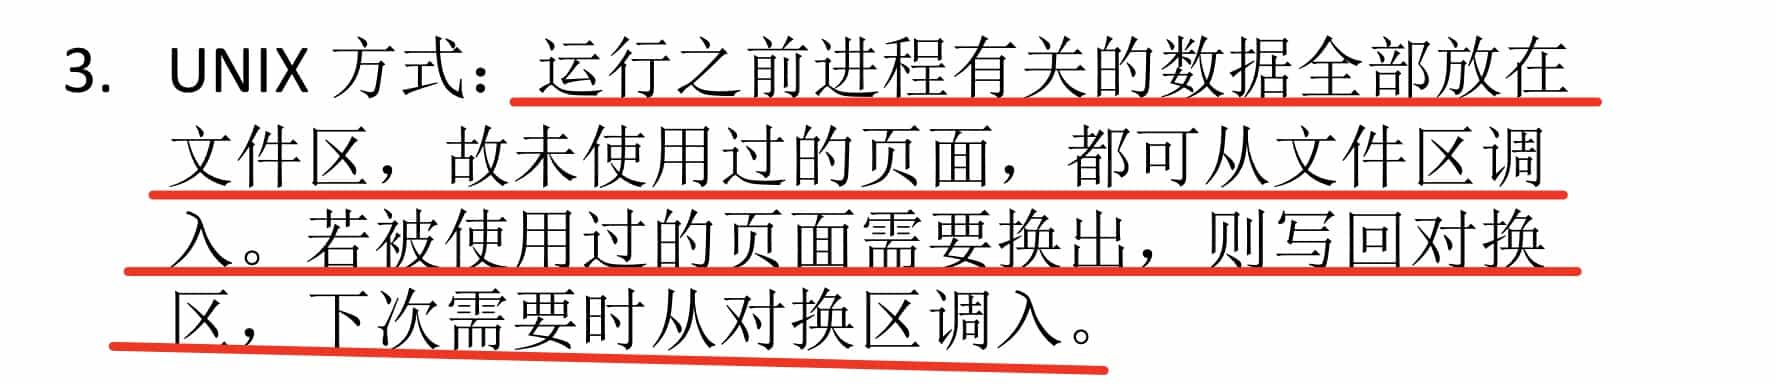 3. UNIX 方式：运行之前进程有关的数据全部放在
文件区，故未使用过的页面，都可从文件区调
入。若被使用过的页面需要换出，则写回对换
区，下次需要时从对换区调入。